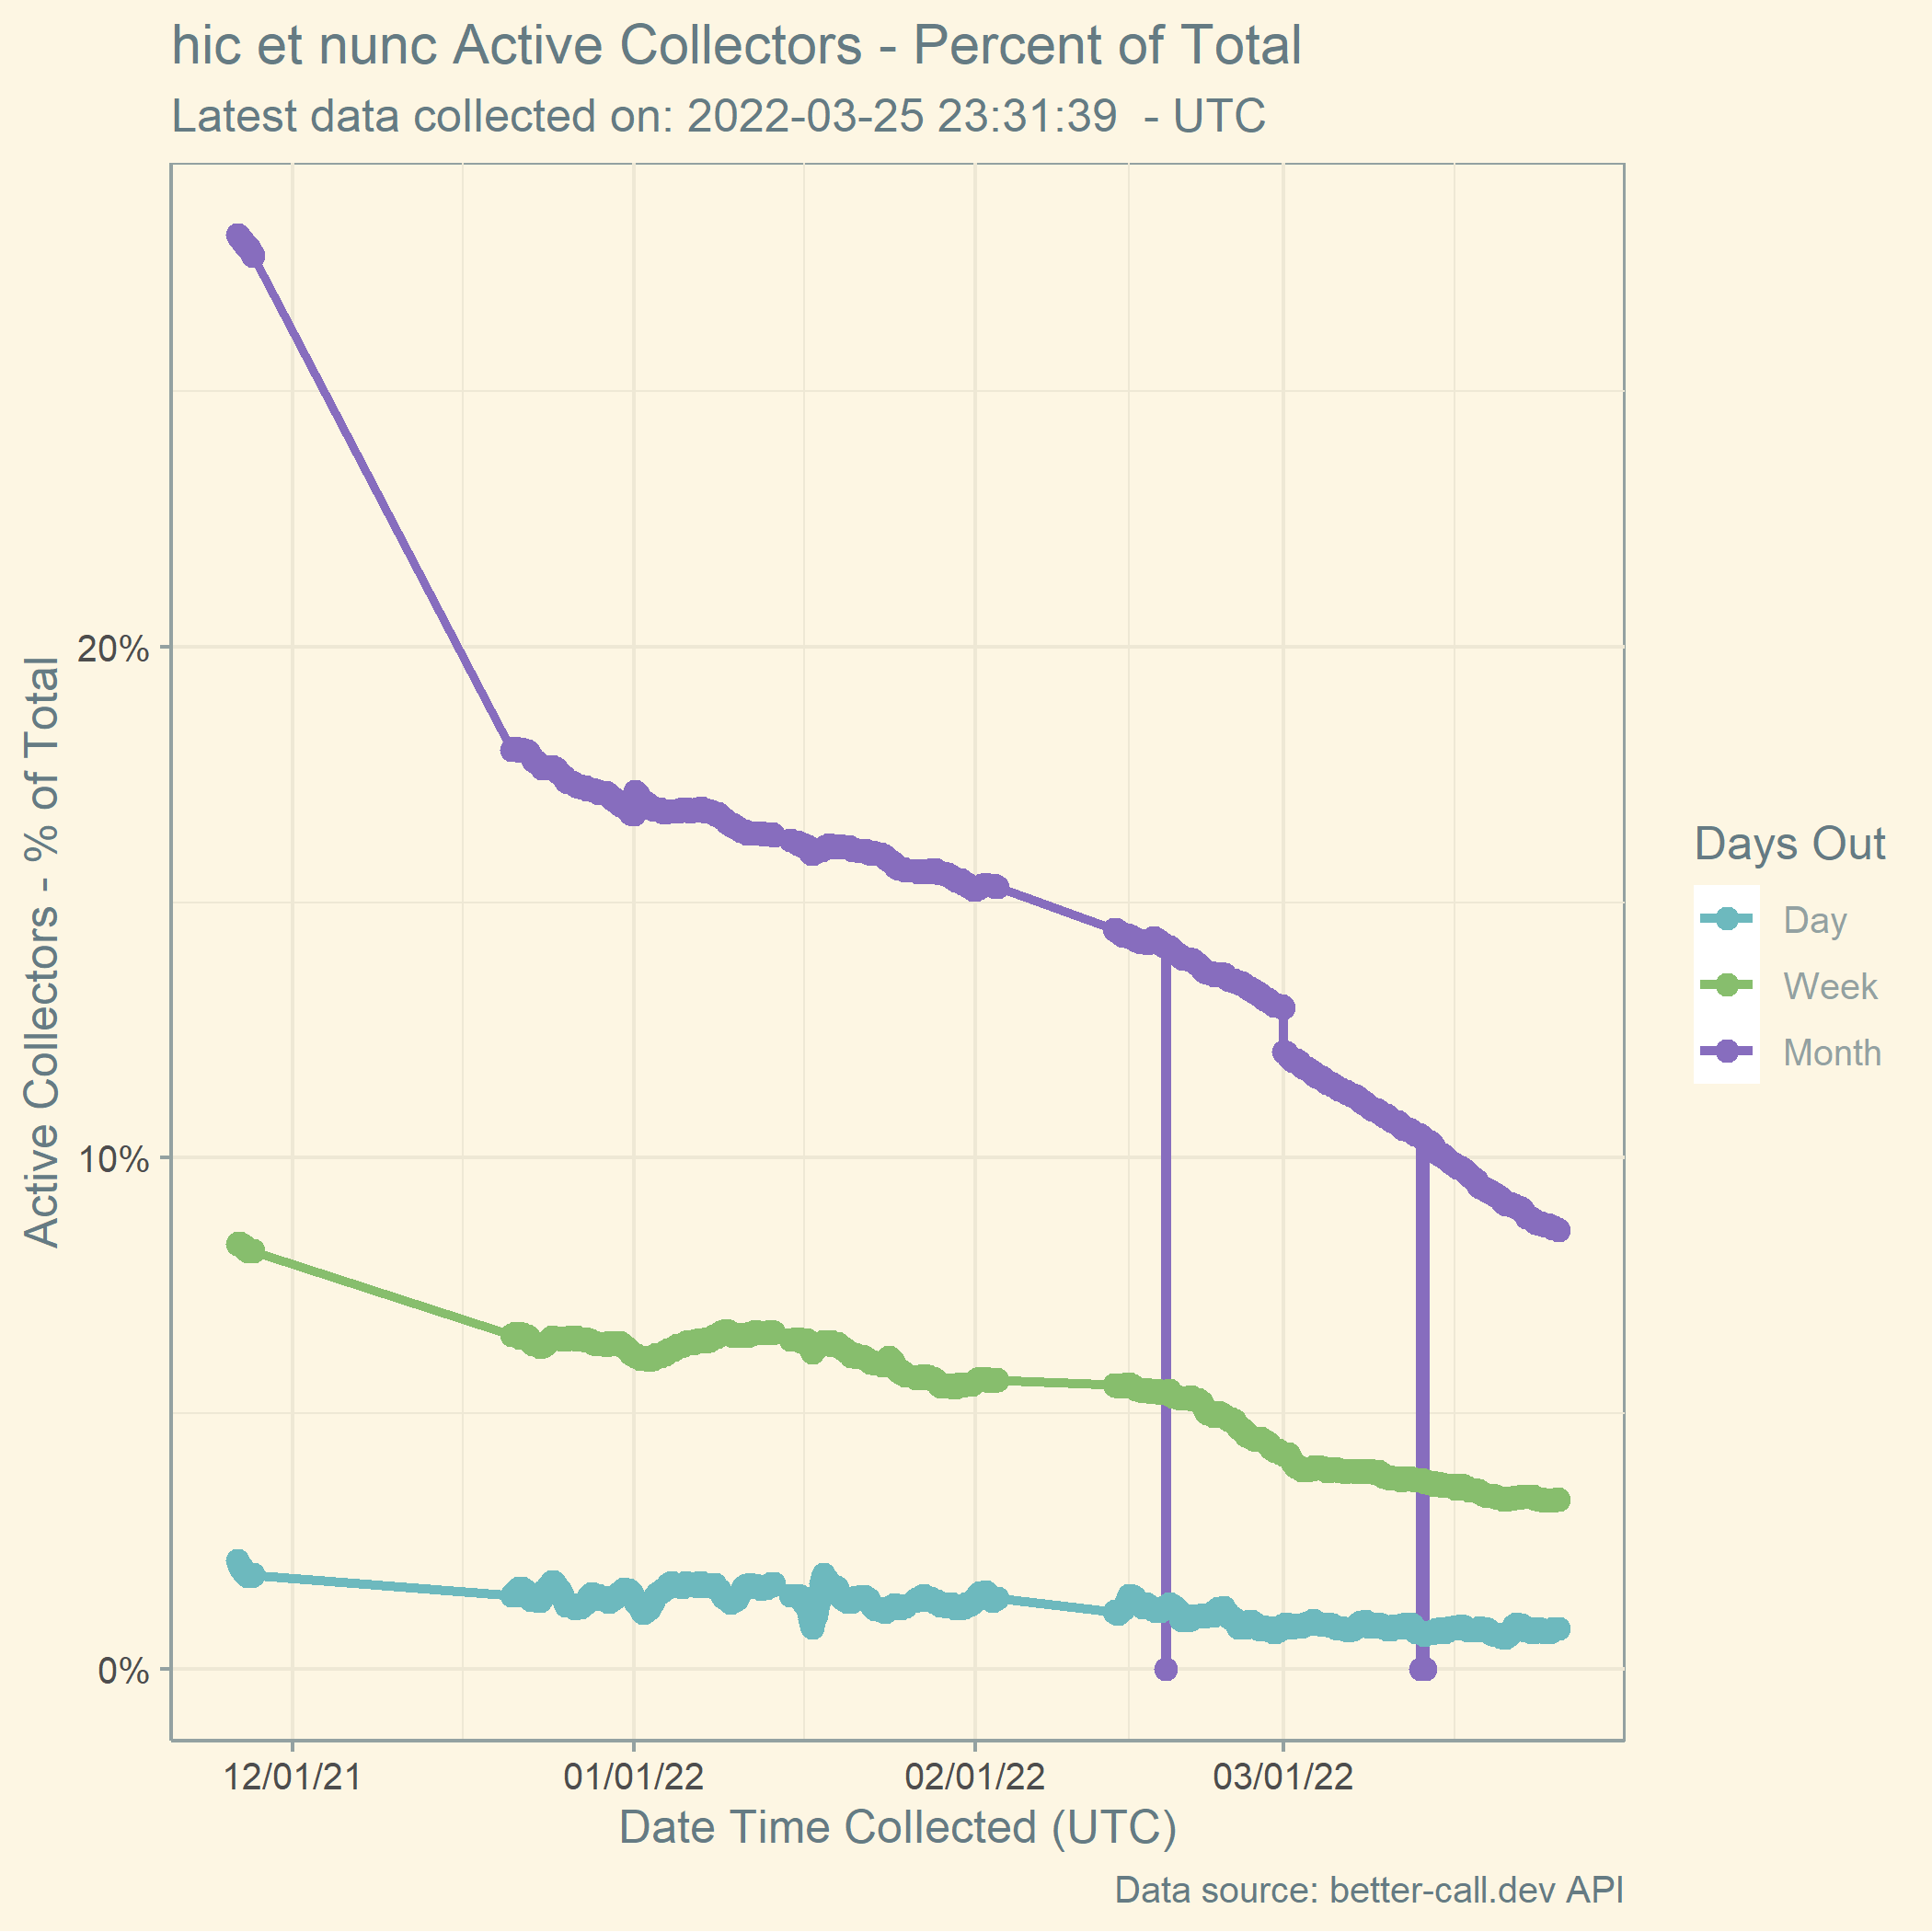 hic et nunc Active Collectors - Percent of Total
Latest data collected on: 2022-03-25 23:31:39  - UTC
Active Collectors - % of Total
20%
10%
0%
12/01/21
01/01/22
02/01/22
03/01/22
Date Time Collected (UTC)
Days Out
Day
Week
Month
Data source: better-call.dev API